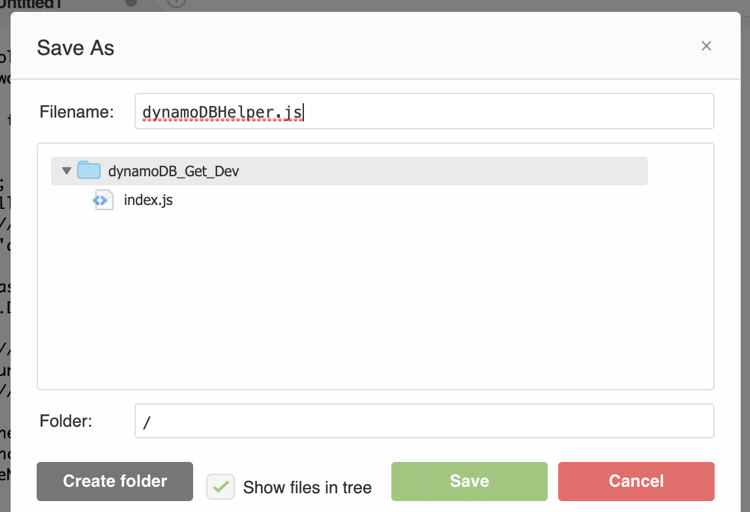 Untitled1
Save As
×
Filename: dynamoDBHelper.js
dynamoDB_Get_Dev
index.js
Folder: /
Create folder Show files in tree Save Cancel